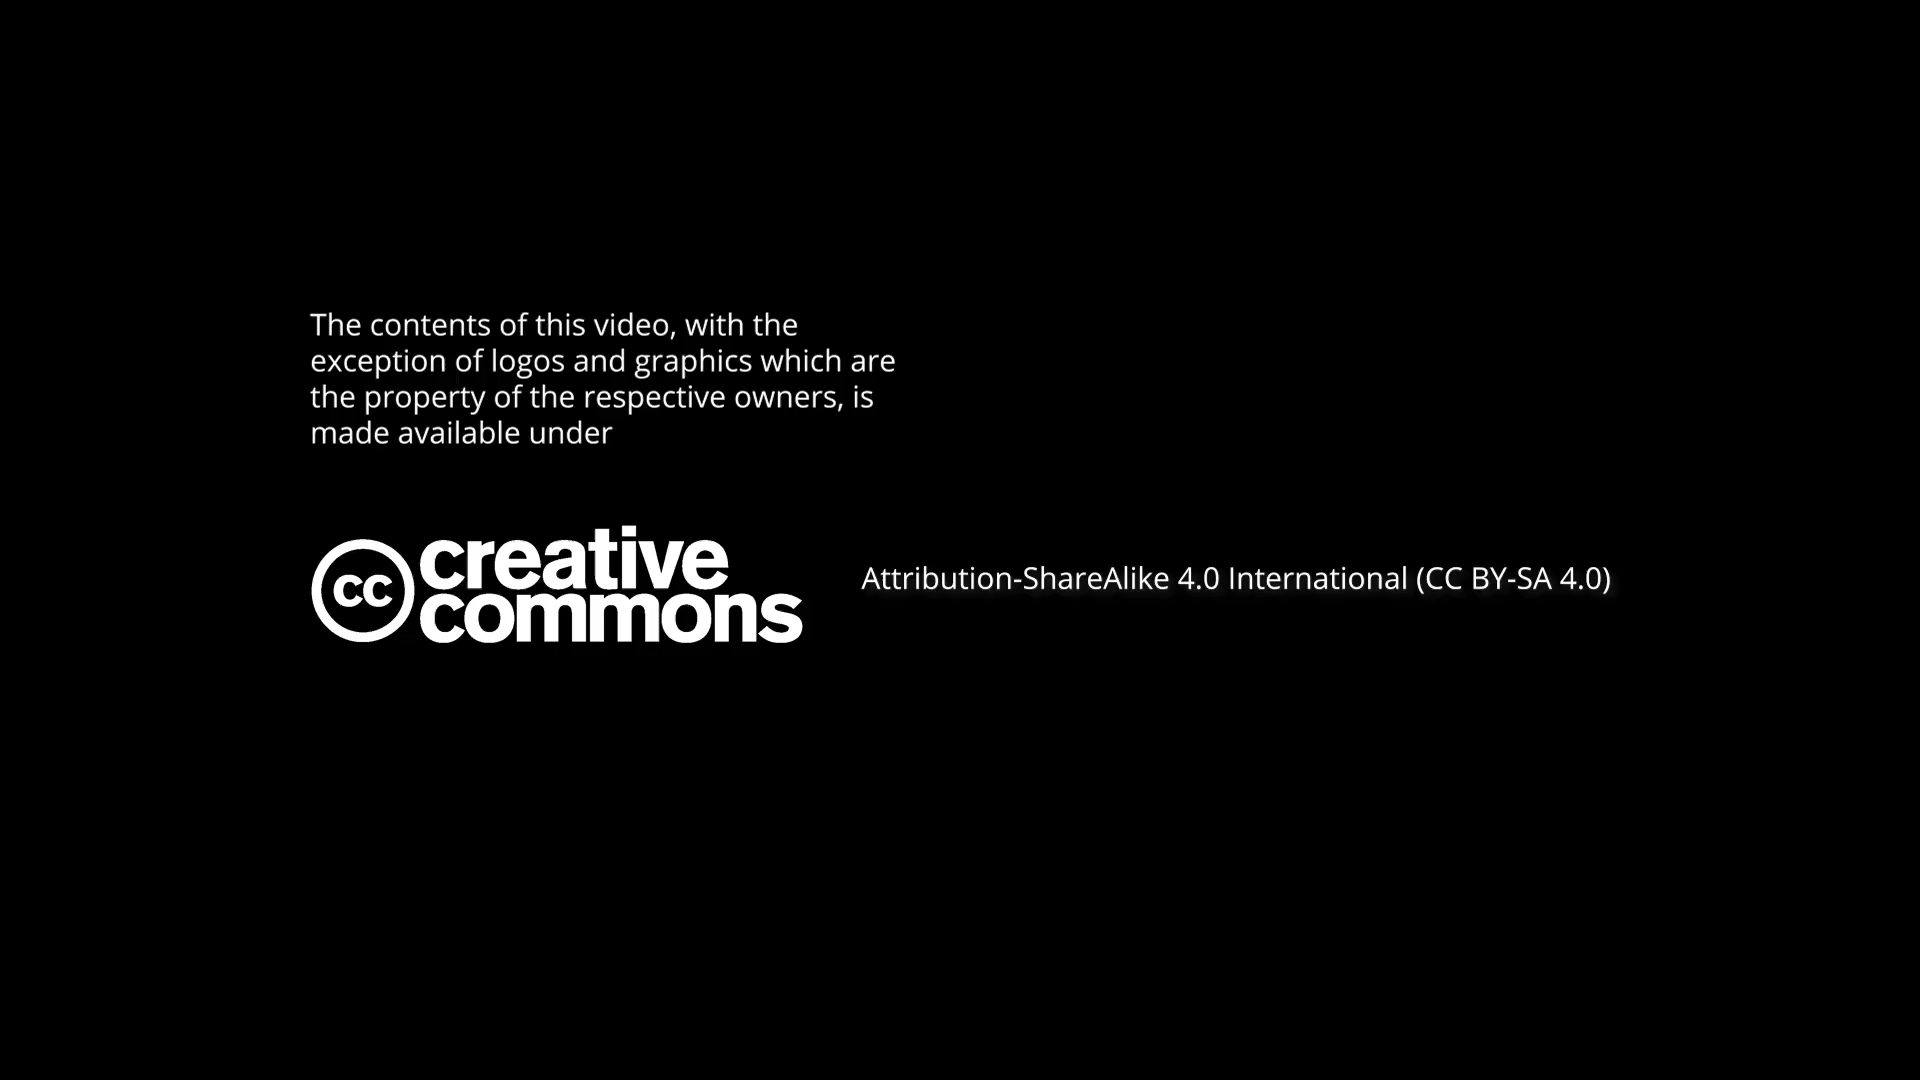 The contents of this video, with the
exception of logos and graphics which are
the property of the respective owners, is
made available under
cc creative
commons
Attribution-ShareAlike 4.0 International (CC BY-SA 4.0)